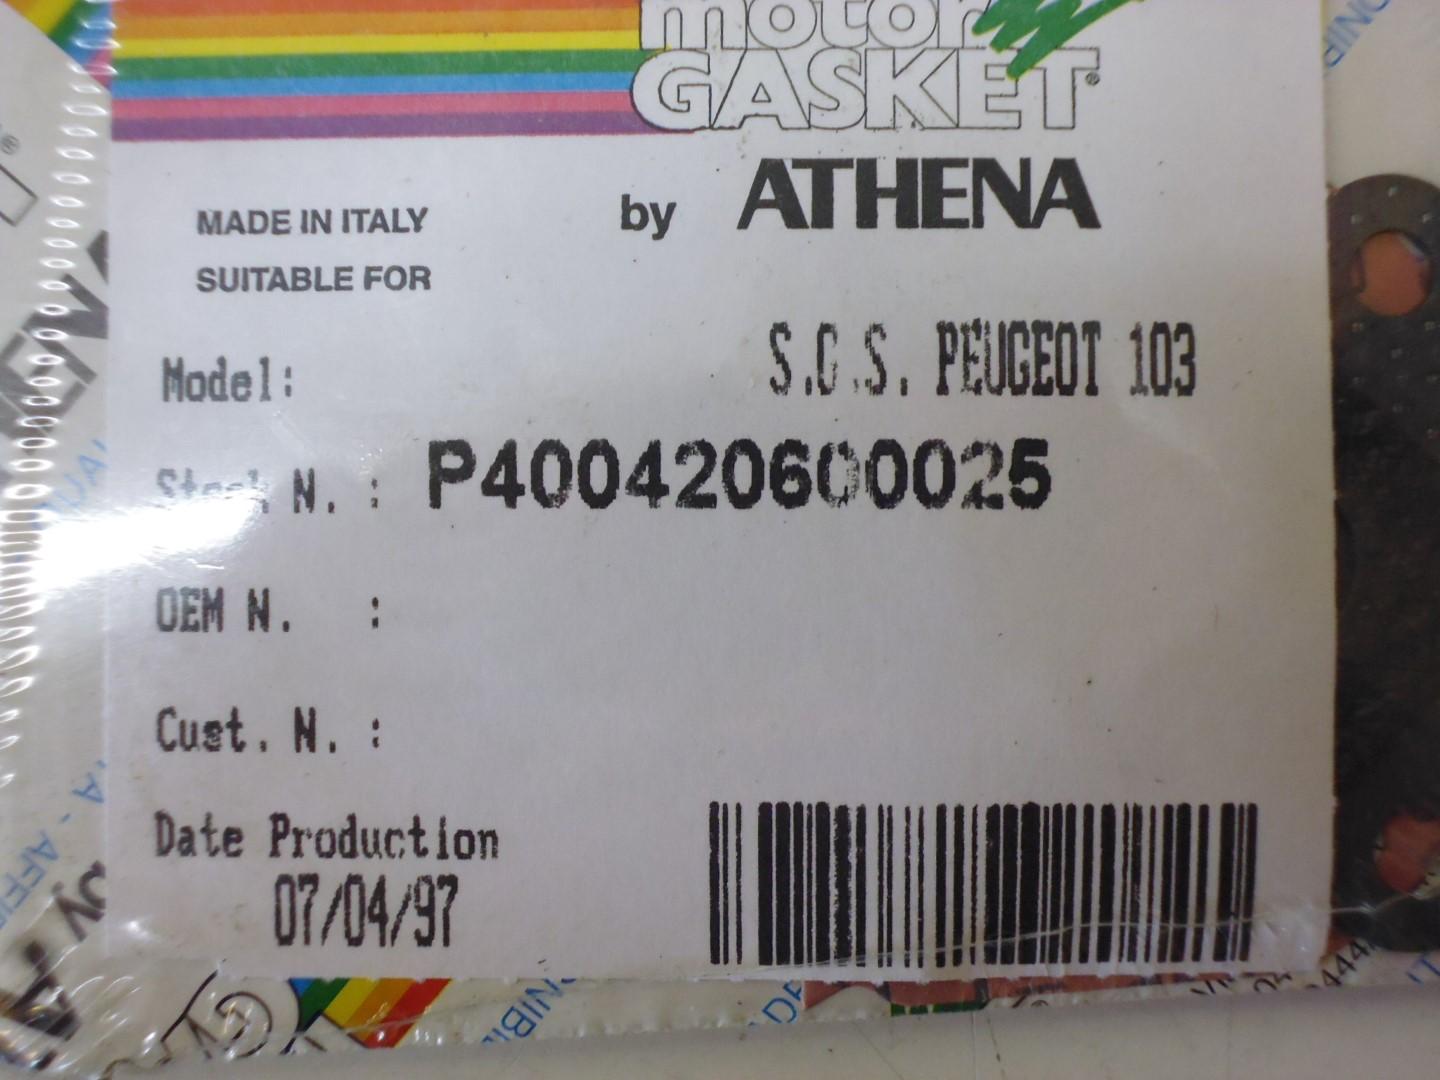 motor
GASKET®
by ATHENA
MADE IN ITALY
SUITABLE FOR
Model: S.G.S. PEUGEOT 103
Stock N. : P400420600025
OEM N. :
Cust. N. :
Date Production
07/04/97